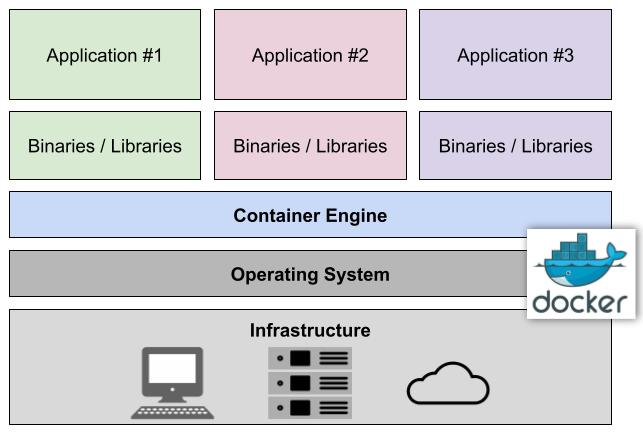 Application #1
Application #2
Application #3
Binaries / Libraries
Binaries / Libraries
Binaries / Libraries
Container Engine
Operating System
docker
Infrastructure